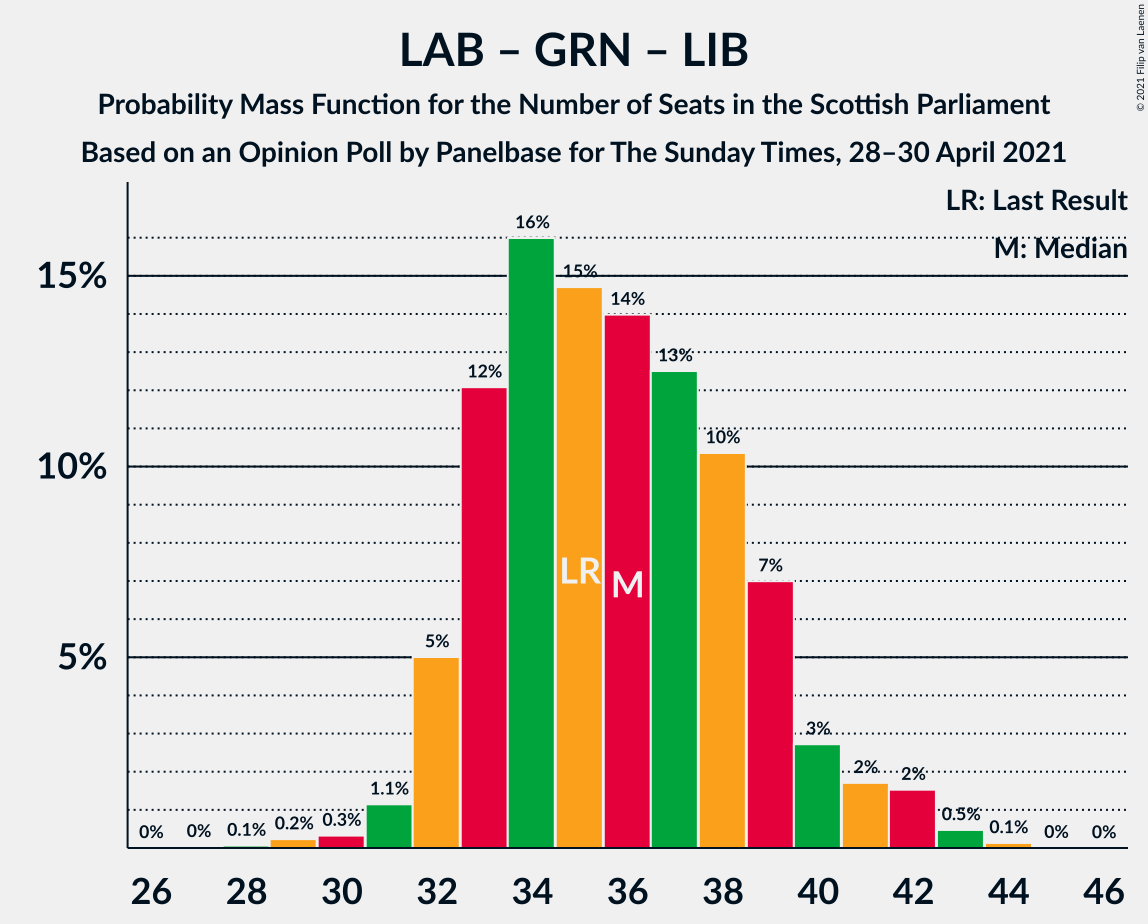 LAB – GRN – LIB
Probability Mass Function for the Number of Seats in the Scottish Parliament
Based on an Opinion Poll by Panelbase for The Sunday Times, 28–30 April 2021
© 2021 Filip van Laenen
LR: Last Result
M: Median
15%
10%
5%
0%
0%
0.1%
0.2%
0.3%
1.1%
5%
12%
16%
15%
14%
13%
10%
7%
3%
2%
2%
0.5%
0.1%
0%
0%
LR
M
26 28 30 32 34 36 38 40 42 44 46